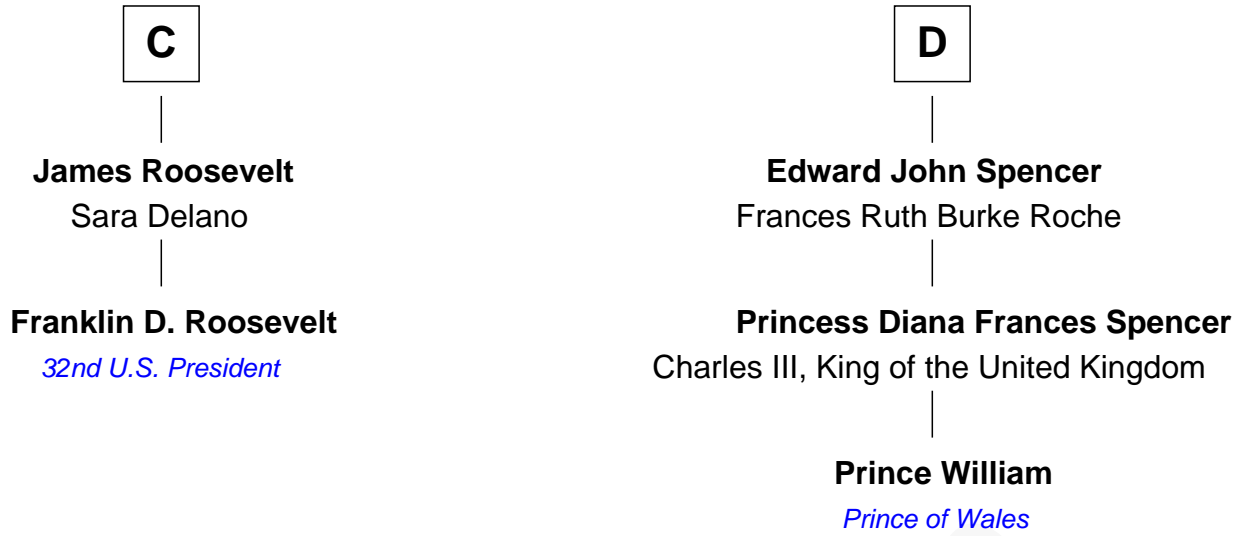 C
James Roosevelt
Sara Delano
Franklin D. Roosevelt
32nd U.S. President
D
Edward John Spencer
Frances Ruth Burke Roche
Princess Diana Frances Spencer
Charles III, King of the United Kingdom
Prince William
Prince of Wales